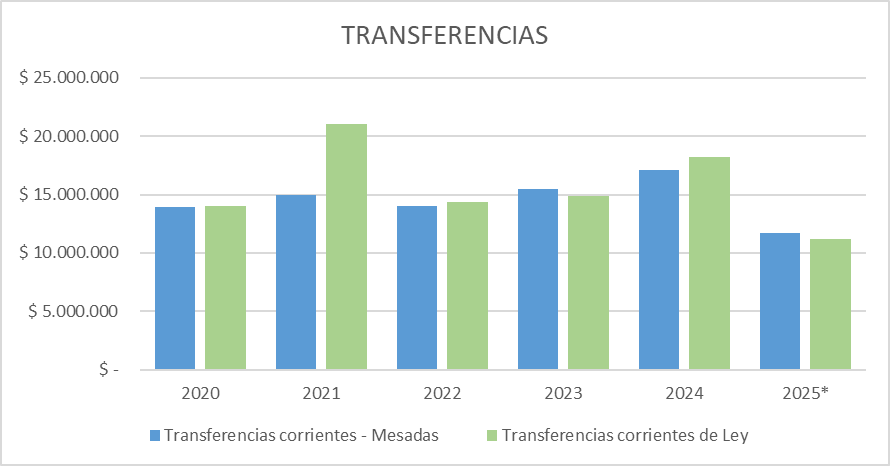 TRANSFERENCIAS
$ 25.000.000
$ 20.000.000
$ 15.000.000
$ 10.000.000
$ 5.000.000
$ -
2020 2021 2022 2023 2024 2025*
Transferencias corrientes - Mesadas Transferencias corrientes de Ley